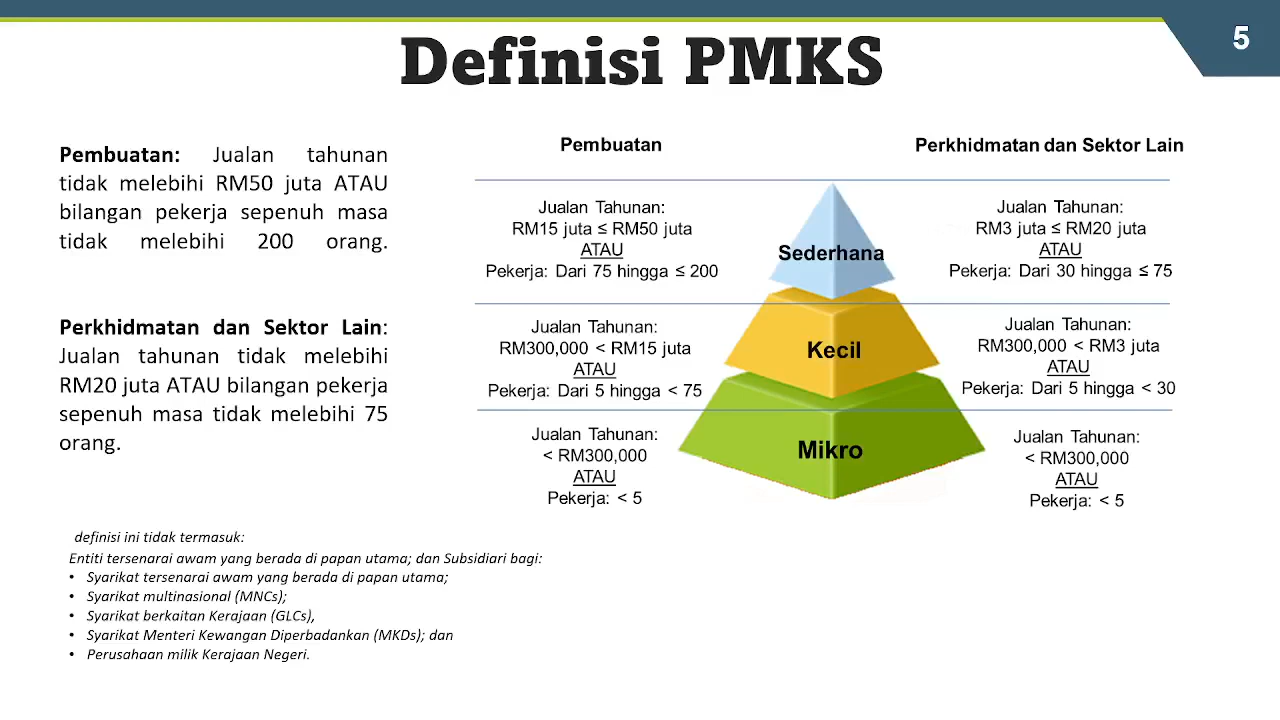 5
Definisi PMKS
Pembuatan: Jualan tahunan
tidak melebihi RM50 juta ATAU
bilangan pekerja sepenuh masa
tidak melebihi 200 orang.
Perkhidmatan dan Sektor Lain:
Jualan tahunan tidak melebihi
RM20 juta ATAU bilangan pekerja
sepenuh masa tidak melebihi 75
orang.
Pembuatan
Perkhidmatan dan Sektor Lain
Jualan Tahunan:
RM15 juta ≤ RM50 juta
ATAU
Pekerja: Dari 75 hingga ≤ 200
Sederhana
Jualan Tahunan:
RM3 juta ≤ RM20 juta
ATAU
Pekerja: Dari 30 hingga ≤ 75
Jualan Tahunan:
RM300,000 < RM15 juta
ATAU
Pekerja: Dari 5 hingga < 75
Kecil
Jualan Tahunan:
RM300,000 < RM3 juta
ATAU
Pekerja: Dari 5 hingga < 30
Jualan Tahunan:
< RM300,000
ATAU
Pekerja: < 5
Mikro
Jualan Tahunan:
< RM300,000
ATAU
Pekerja: < 5
definisi ini tidak termasuk:
Entiti tersenarai awam yang berada di papan utama; dan Subsidiari bagi:
• Syarikat tersenarai awam yang berada di papan utama;
• Syarikat multinasional (MNCs);
• Syarikat berkaitan Kerajaan (GLCs),
• Syarikat Menteri Kewangan Diperbadankan (MKDs); dan
• Perusahaan milik Kerajaan Negeri.